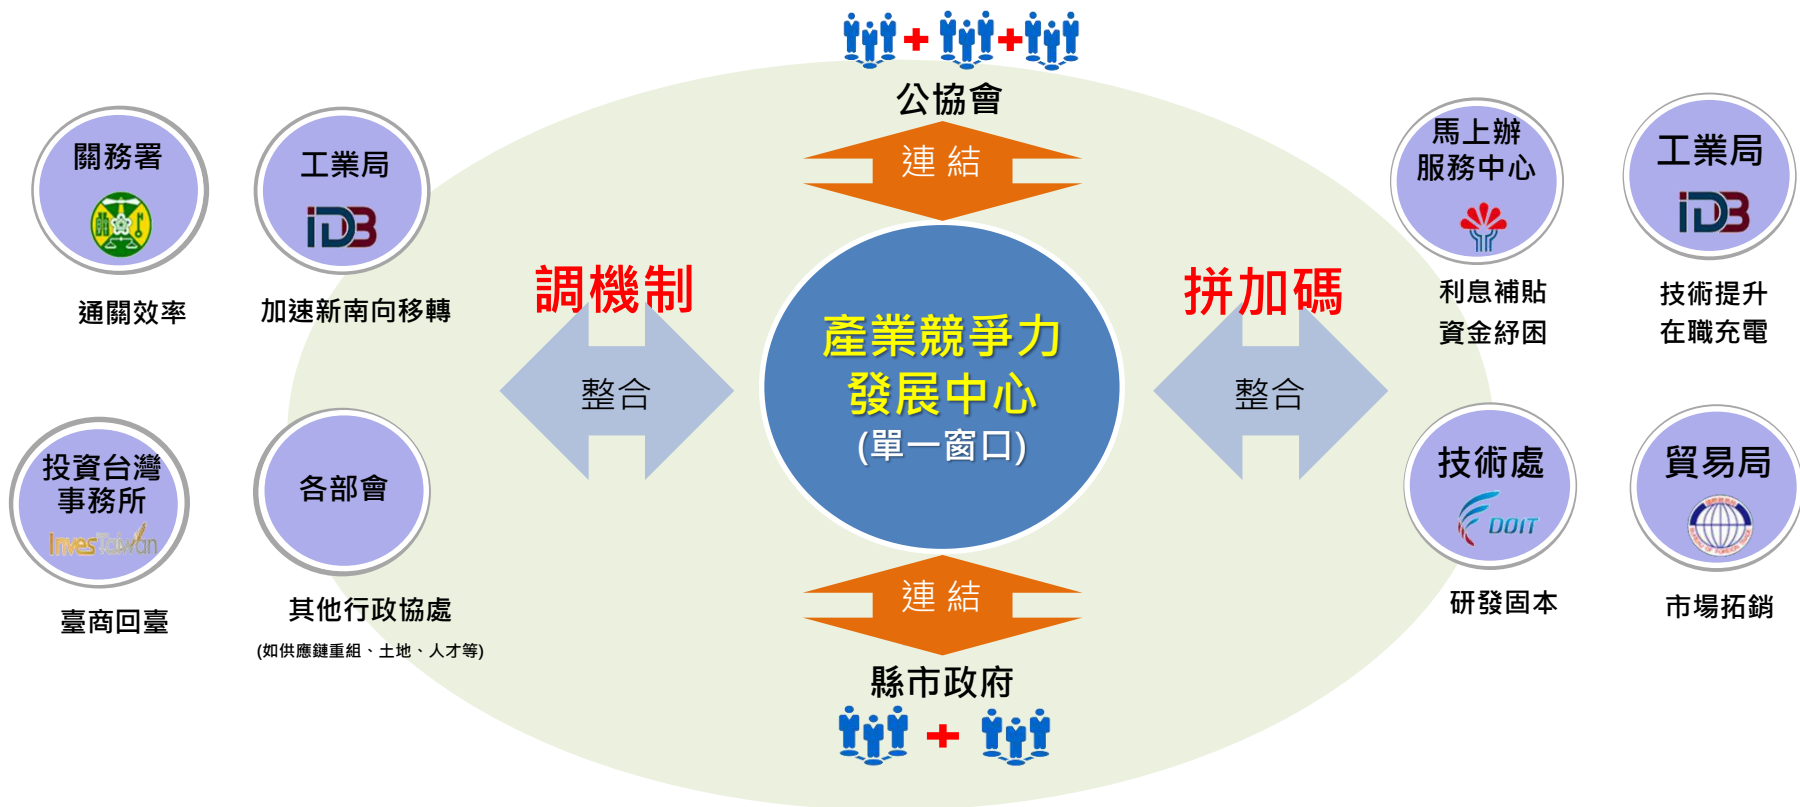 公協會
連結
關務署
通關效率
工業局
iDB
加速新南向移轉
投資台灣
事務所
InvesTaiwan
臺商回臺
各部會
其他行政協處
(如供應鏈重組、土地、人才等)
調機制
整合
產業競爭力
發展中心
(單一窗口)
拼加碼
整合
馬上辦
服務中心
利息補貼
資金紓困
工業局
iDB
技術提升
在職充電
技術處
DOIT
研發固本
貿易局
BUREAU OF FOREIGN TRADE
市場拓銷
連結
縣市政府